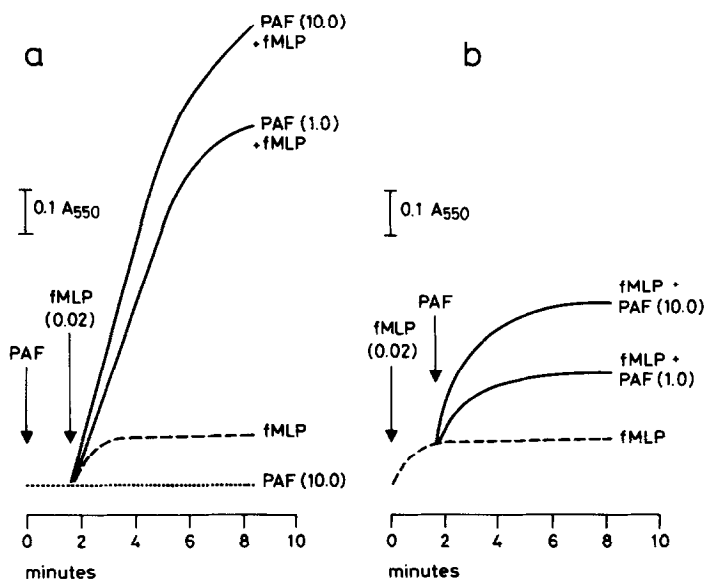 a
PAF (10.0)
+fMLP
PAF (1.0)
+fMLP
0.1 A550
fMLP
(0.02)
PAF
fMLP
PAF (10.0)
0 2 4 6 8 10
minutes
b
0.1 A550
PAF
fMLP
(0.02)
fMLP +
PAF (10.0)
fMLP +
PAF (1.0)
fMLP
0 2 4 6 8 10
minutes